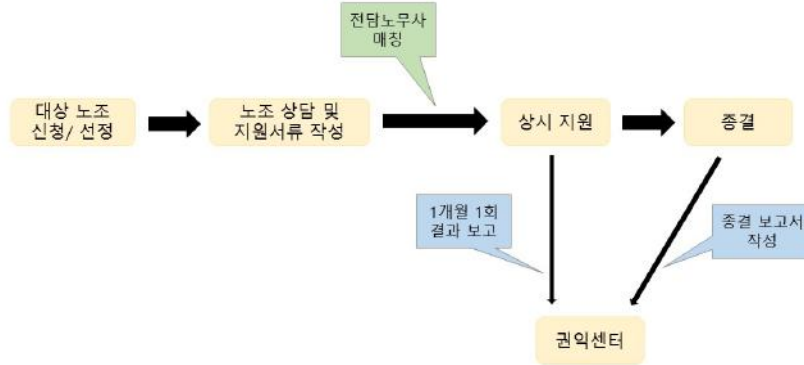 전담노무사
매칭
대상 노조
신청/ 선정
노조 상담 및
지원서류 작성
상시 지원
종결
1개월 1회
결과 보고
종결 보고서
작성
권익센터